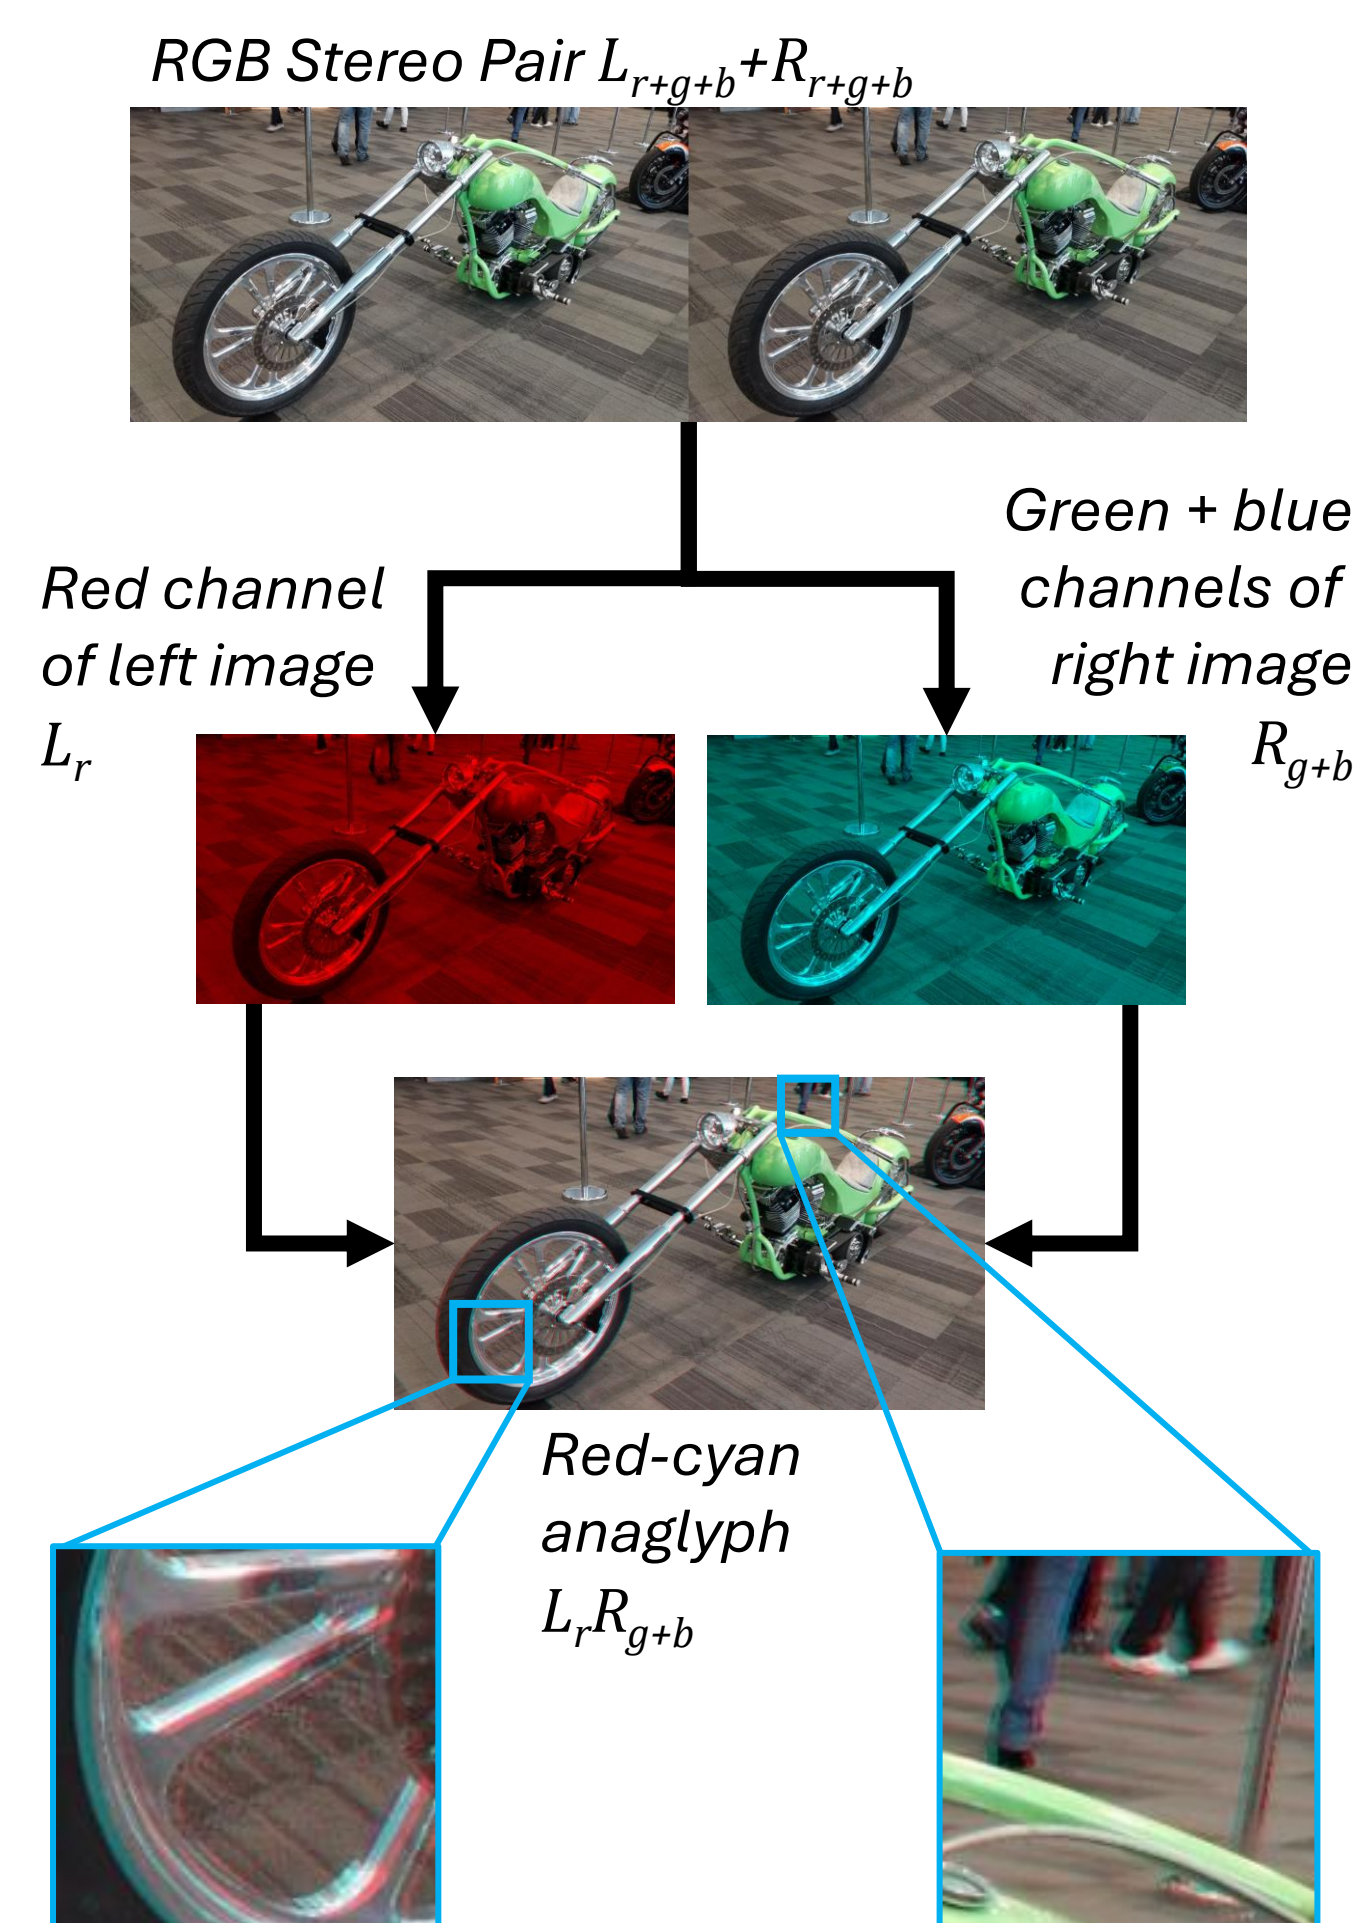 RGB Stereo Pair L_{r+g+b}+R_{r+g+b}
Red channel
of left image
L_r
Green + blue
channels of
right image
R_{g+b}
Red-cyan
anaglyph
L_rR_{g+b}